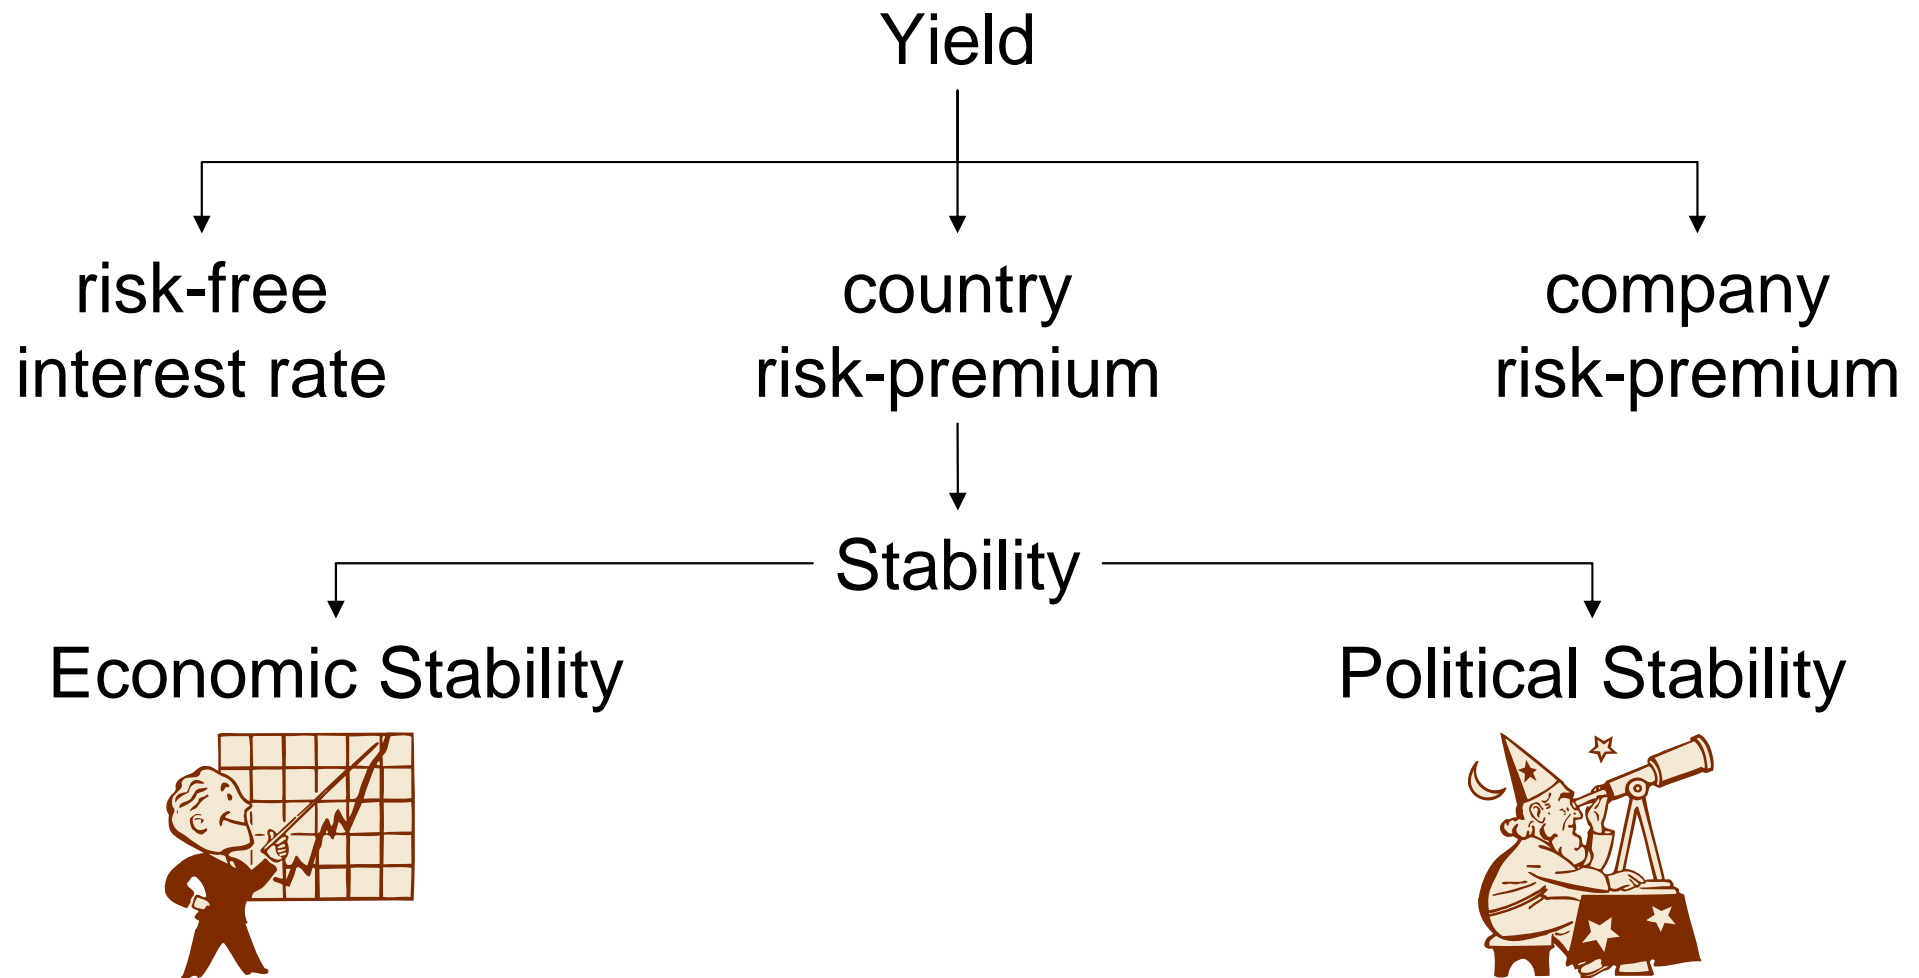 Yield
risk-free
interest rate
country
risk-premium
company
risk-premium
Stability
Economic Stability
Political Stability